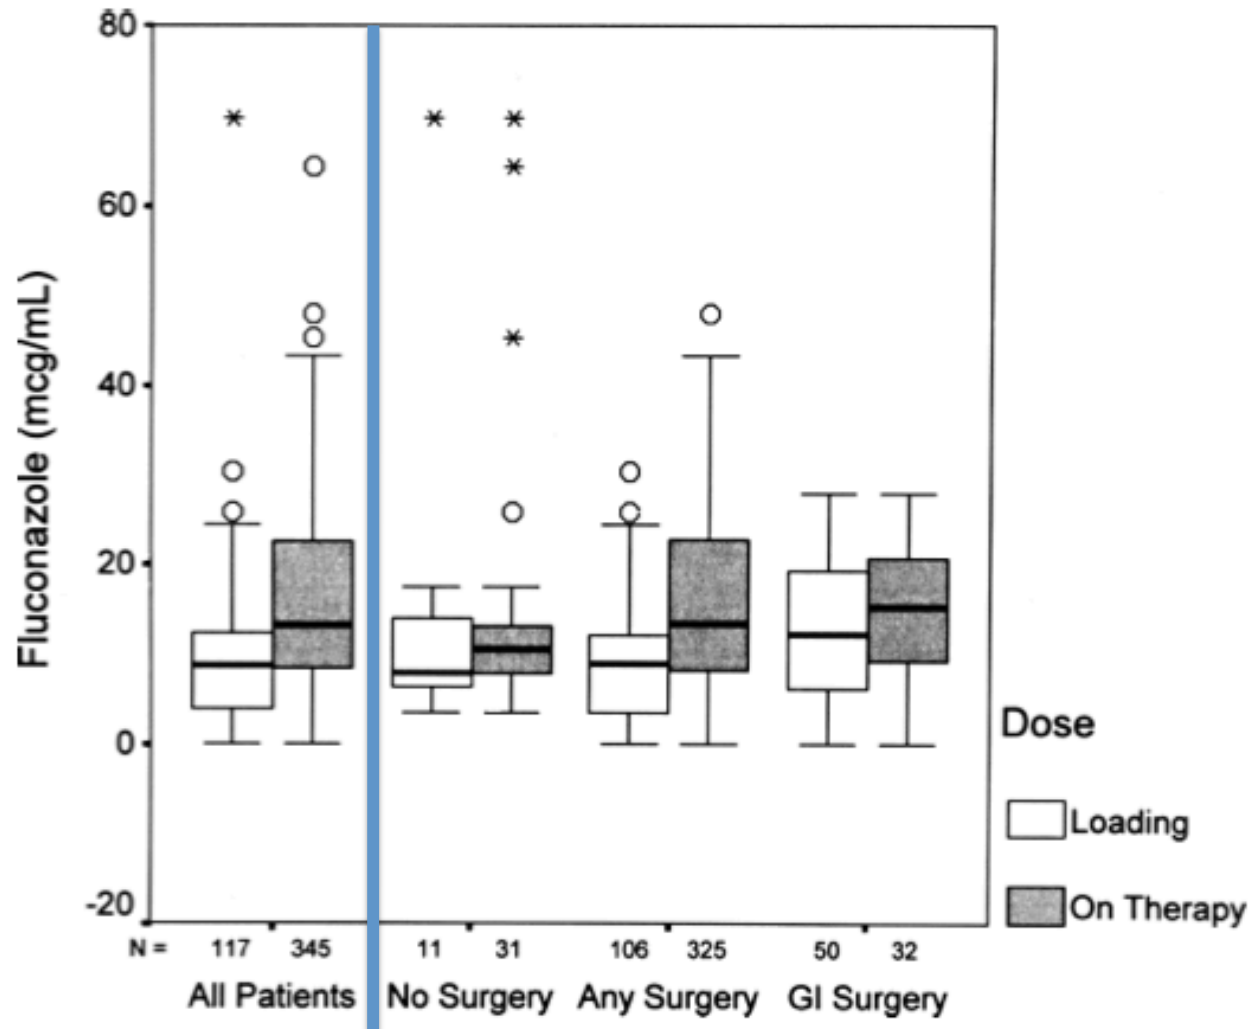 80
60
40
20
0
-20
Fluconazole (mcg/mL)
N = 117 345 11 31 106 325 50 32
All Patients No Surgery Any Surgery GI Surgery
Dose
Loading
On Therapy